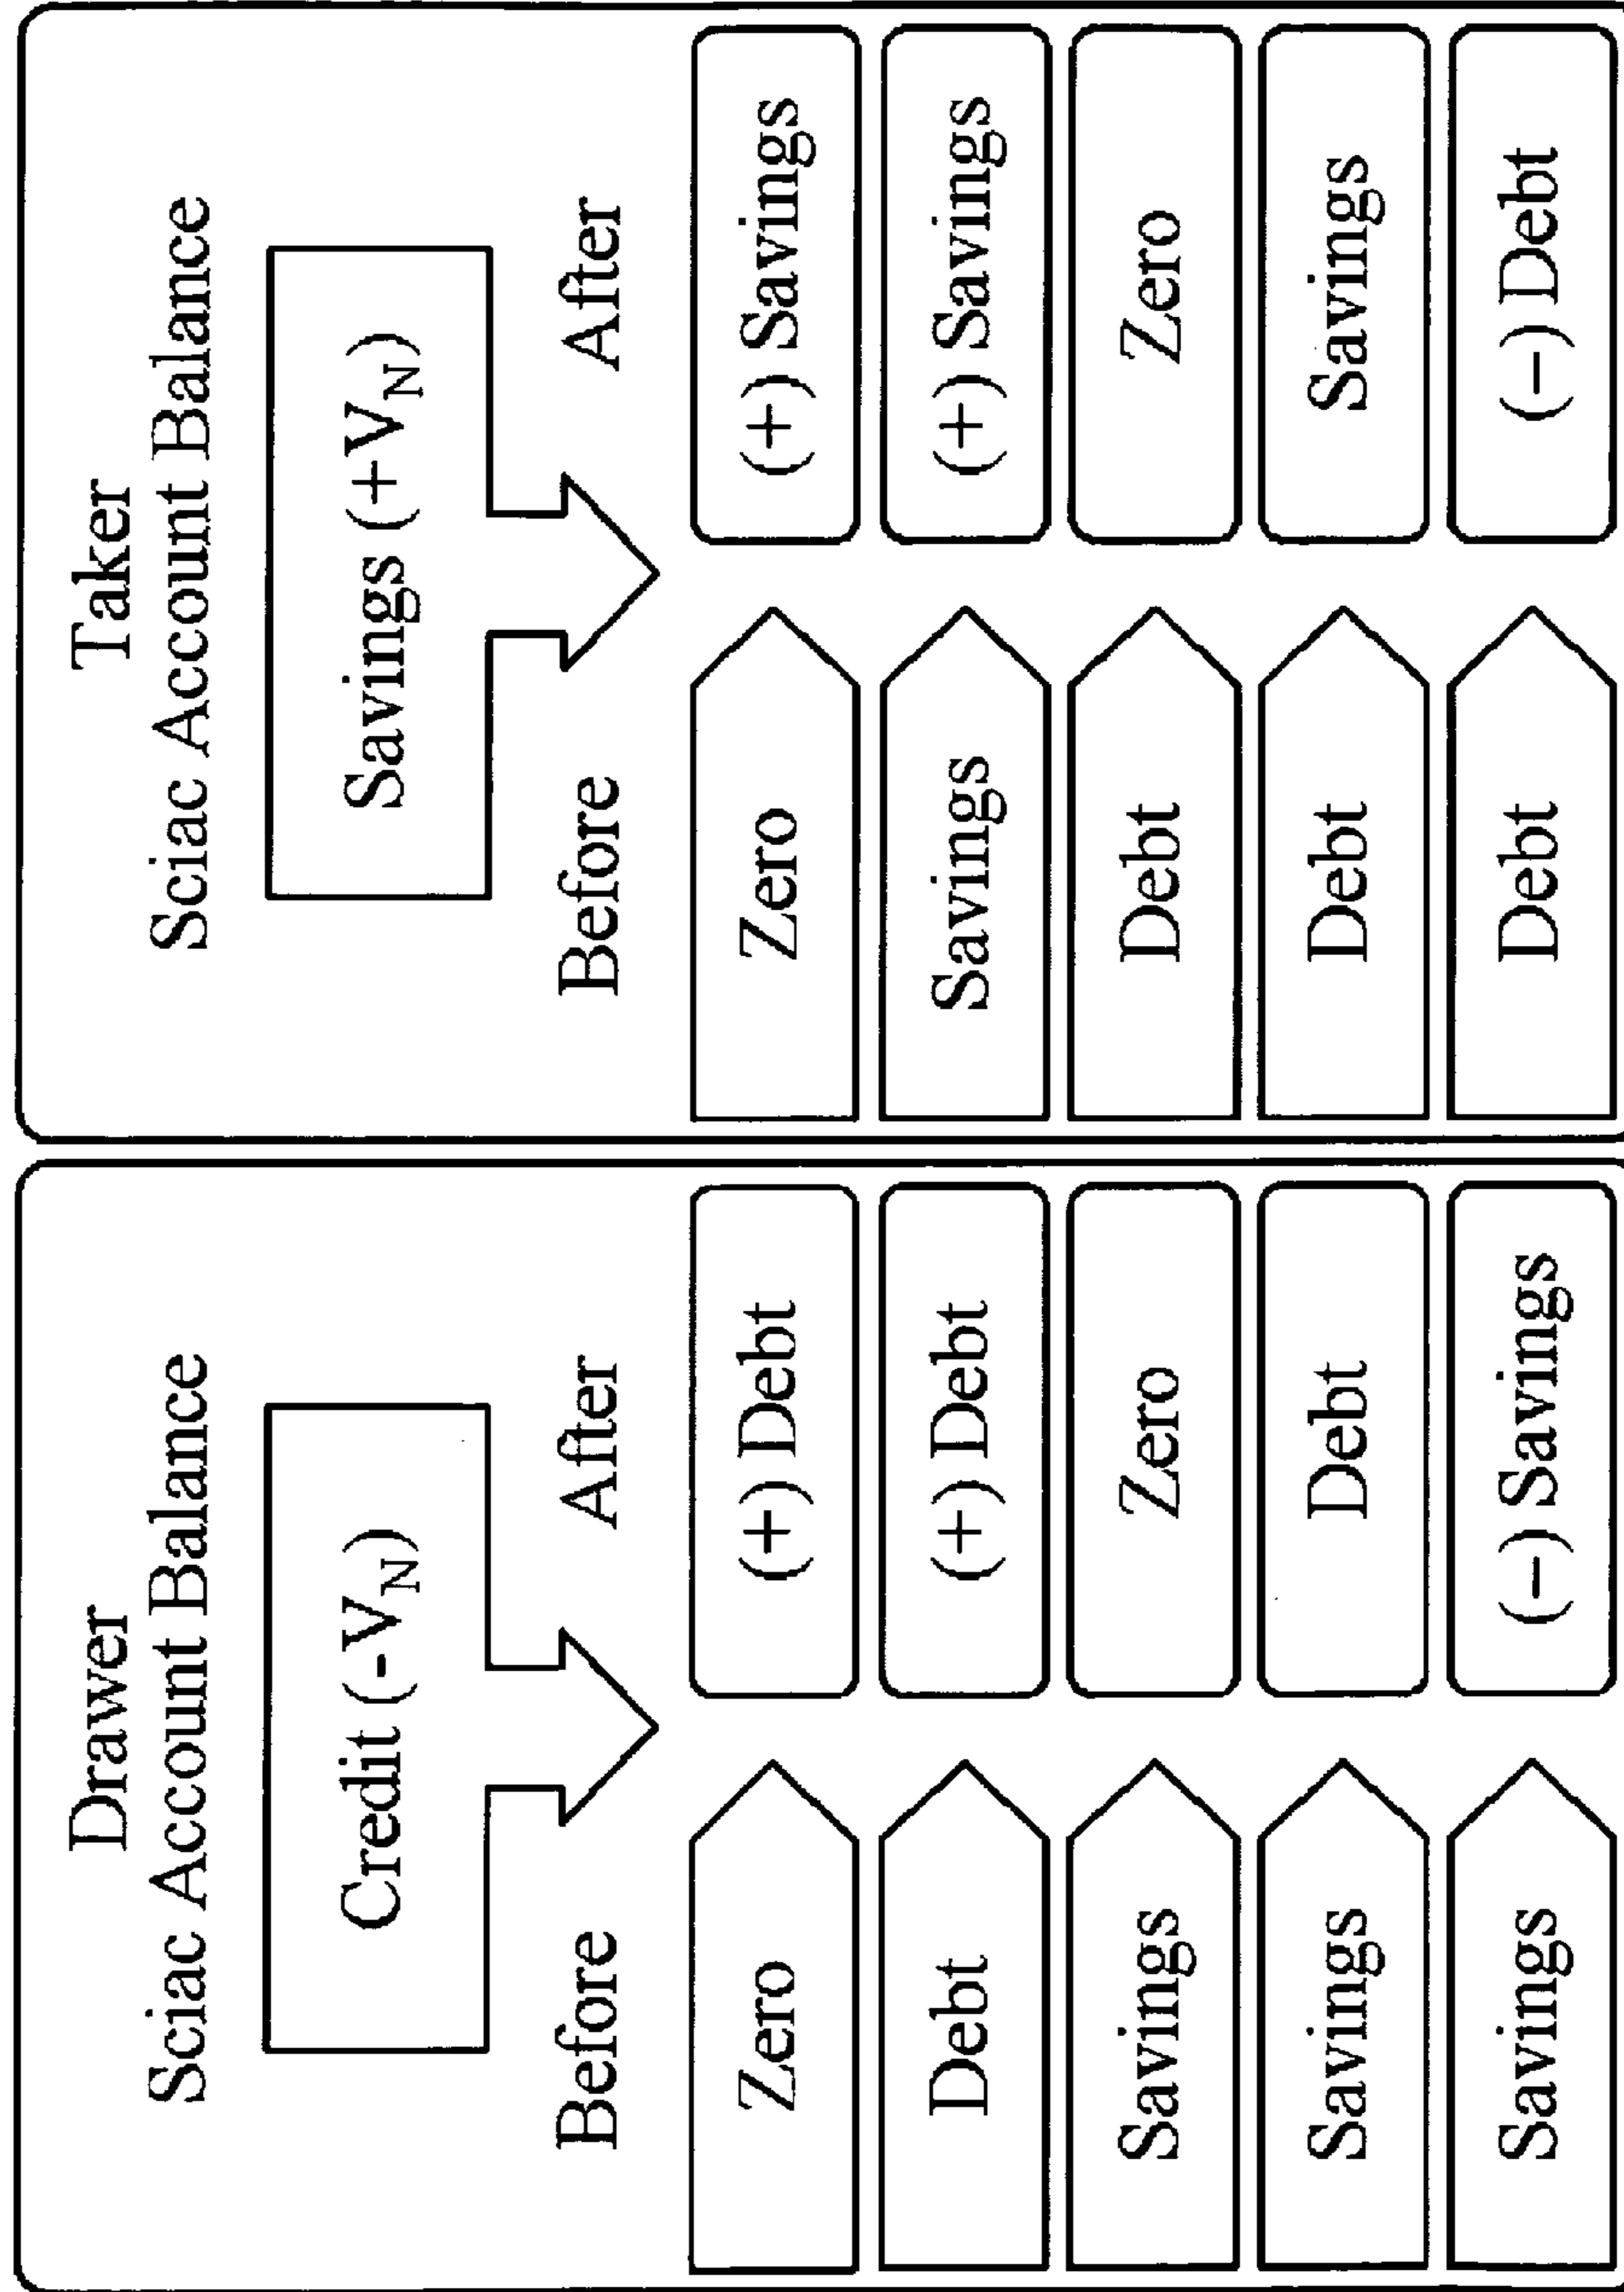 Drawer
Sciac Account Balance
Credit (-V_N)
Before After
Zero (+) Debt
Debt (+) Debt
Savings Zero
Savings Debt
Savings (−) Savings
Taker
Sciac Account Balance
Savings (+V_N)
Before After
Zero (+) Savings
Savings (+) Savings
Debt Zero
Debt Savings
Debt (−) Debt